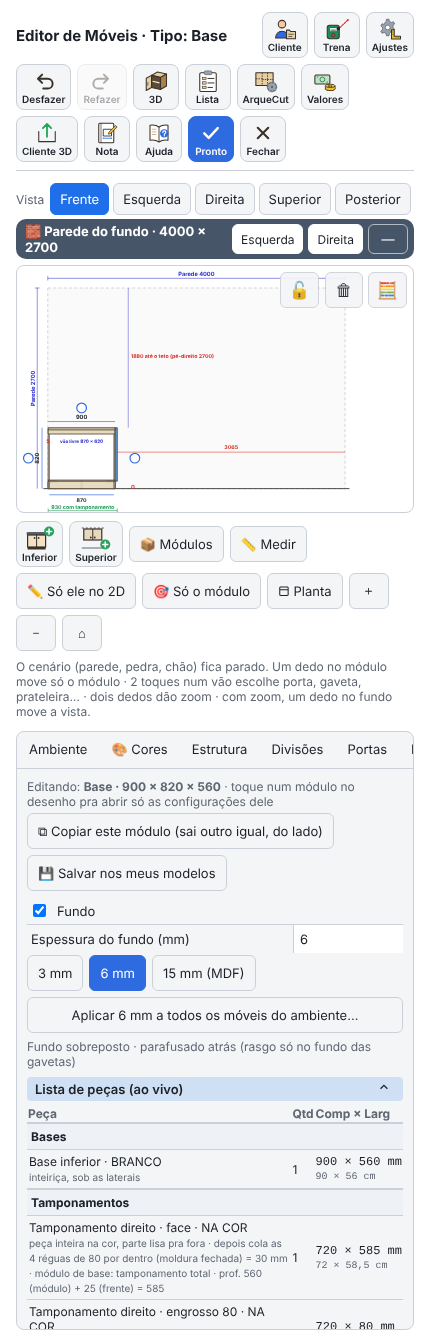 Editor de Móveis · Tipo: Base
Cliente
Trena
Ajustes
Desfazer
Refazer
3D
Lista
ArqueCut
Valores
Cliente 3D
Nota
Ajuda
Pronto
Fechar
Vista
Frente
Esquerda
Direita
Superior
Posterior
🧱 Parede do fundo · 4000 ×
2700
Esquerda
Direita
—
Parede 4000
Parede 2700
1880 até o teto (pé-direito 2700)
900
vão livre 870 × 620
820
3065
0
870
930 com tamponamento
Inferior
Superior
📦 Módulos
📏 Medir
✏️ Só ele no 2D
🎯 Só o módulo
Planta
+
−
⌂
O cenário (parede, pedra, chão) fica parado. Um dedo no módulo
move só o módulo · 2 toques num vão escolhe porta, gaveta,
prateleira… · dois dedos dão zoom · com zoom, um dedo no fundo
move a vista.
Ambiente
🎨 Cores
Estrutura
Divisões
Portas
Editando: Base · 900 × 820 × 560 · toque num módulo no
desenho pra abrir só as configurações dele
⧉ Copiar este módulo (sai outro igual, do lado)
💾 Salvar nos meus modelos
Fundo
Espessura do fundo (mm)
6
3 mm
6 mm
15 mm (MDF)
Aplicar 6 mm a todos os móveis do ambiente…
Fundo sobreposto · parafusado atrás (rasgo só no fundo das
gavetas)
Lista de peças (ao vivo)
Peça
Qtd
Comp × Larg
Bases
Base inferior · BRANCO
inteiriça, sob as laterais
1
900 × 560 mm
90 × 56 cm
Tamponamentos
Tamponamento direito · face · NA COR
peça inteira na cor, parte lisa pra fora · depois cola as
4 réguas de 80 por dentro (moldura fechada) = 30 mm
· módulo de base: tamponamento total · prof. 560
(módulo) + 25 (frente) = 585
1
720 × 585 mm
72 × 58,5 cm
Tamponamento direito · engrosso 80 · NA
COR
720 × 80 mm